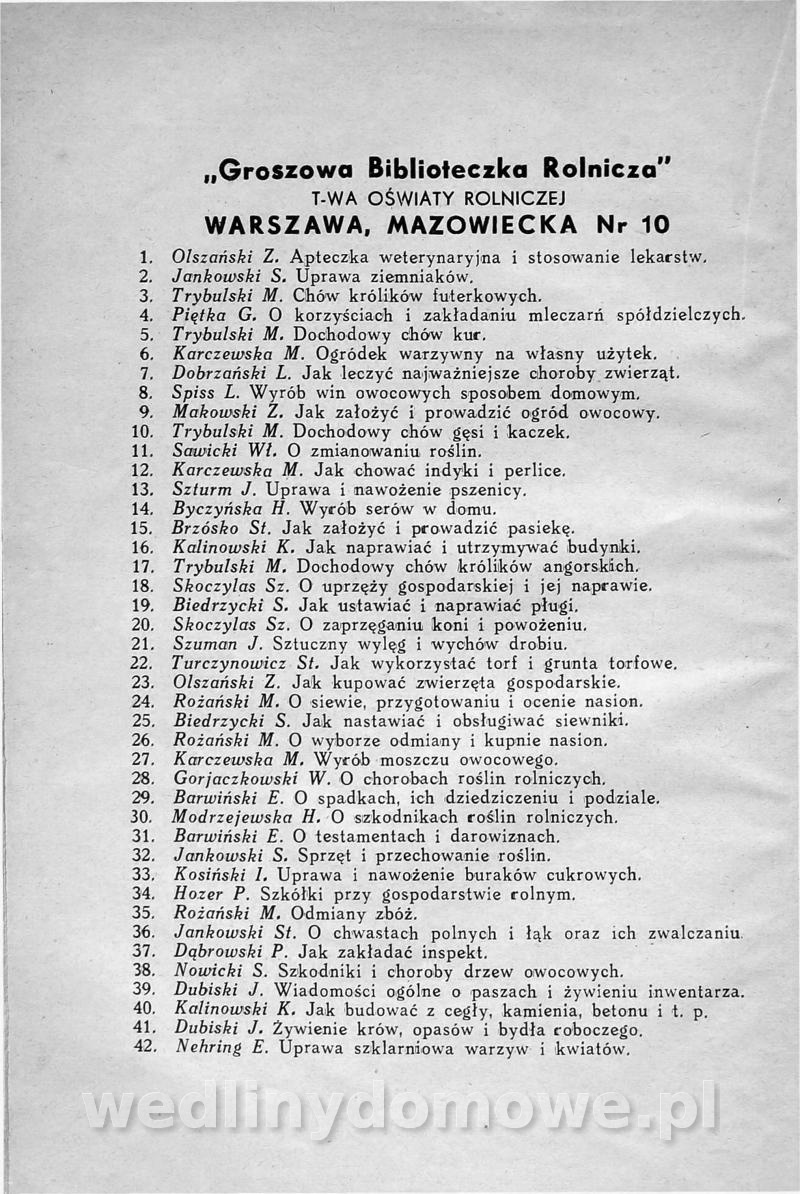 „Groszowa Biblioteczka Rolnicza"
T-WA OŚWIATY ROLNICZEJ
WARSZAWA, MAZOWIECKA Nr 10
1. Olszański Z. Apteczka weterynaryjna i stosowanie lekarstw.
2. Jankowski S. Uprawa ziemniaków.
3. Trybulski M. Chów królików futerkowych.
4. Piętka G. O korzyściach i zakładaniu mleczarń spółdzielczych.
5. Trybulski M. Dochodowy chów kur.
6. Karczewska M. Ogródek warzywny na własny użytek.
7. Dobrzański L. Jak leczyć najważniejsze choroby zwierząt.
8. Spiss L. Wyrób win owocowych sposobem domowym.
9. Makowski Z. Jak założyć i prowadzić ogród owocowy.
10. Trybulski M. Dochodowy chów gęsi i kaczek.
11. Sawicki Wł. O zmianowaniu roślin.
12. Karczewska M. Jak chować indyki i perlice.
13. Szturm J. Uprawa i nawożenie pszenicy.
14. Byczyńska H. Wyrób serów w domu.
15. Brzósko St. Jak założyć i prowadzić pasiekę.
16. Kalinowski K. Jak naprawiać i utrzymywać budynki.
17. Trybulski M. Dochodowy chów królików angorskich.
18. Skoczylas Sz. O uprzęży gospodarskiej i jej naprawie.
19. Biedrzycki S. Jak ustawiać i naprawiać pługi.
20. Skoczylas Sz. O zaprzęganiu koni i powożeniu.
21. Szuman J. Sztuczny wylęg i wychów drobiu.
22. Turczynowicz St. Jak wykorzystać torf i grunta torfowe.
23. Olszański Z. Jak kupować zwierzęta gospodarskie.
24. Rożański M. O siewie, przygotowaniu i ocenie nasion.
25. Biedrzycki S. Jak nastawiać i obsługiwać siewniki.
26. Rożański M. O wyborze odmiany i kupnie nasion.
27. Karczewska M. Wyrób moszczu owocowego.
28. Gorjaczkowski W. O chorobach roślin rolniczych.
29. Barwiński E. O spadkach, ich dziedziczeniu i podziale.
30. Modrzejewska H. O szkodnikach roślin rolniczych.
31. Barwiński E. O testamentach i darowiznach.
32. Jankowski S. Sprzęt i przechowanie roślin.
33. Kosiński I. Uprawa i nawożenie buraków cukrowych.
34. Hozer P. Szkółki przy gospodarstwie rolnym.
35. Rożański M. Odmiany zbóż.
36. Jankowski St. O chwastach polnych i łąk oraz ich zwalczaniu.
37. Dąbrowski P. Jak zakładać inspekt.
38. Nowicki S. Szkodniki i choroby drzew owocowych.
39. Dubiski J. Wiadomości ogólne o paszach i żywieniu inwentarza.
40. Kalinowski K. Jak budować z cegły, kamienia, betonu i t. p.
41. Dubiski J. Żywienie krów, opasów i bydła roboczego.
42. Nehring E. Uprawa szklarniowa warzyw i kwiatów.
wedlinydomowe.pl